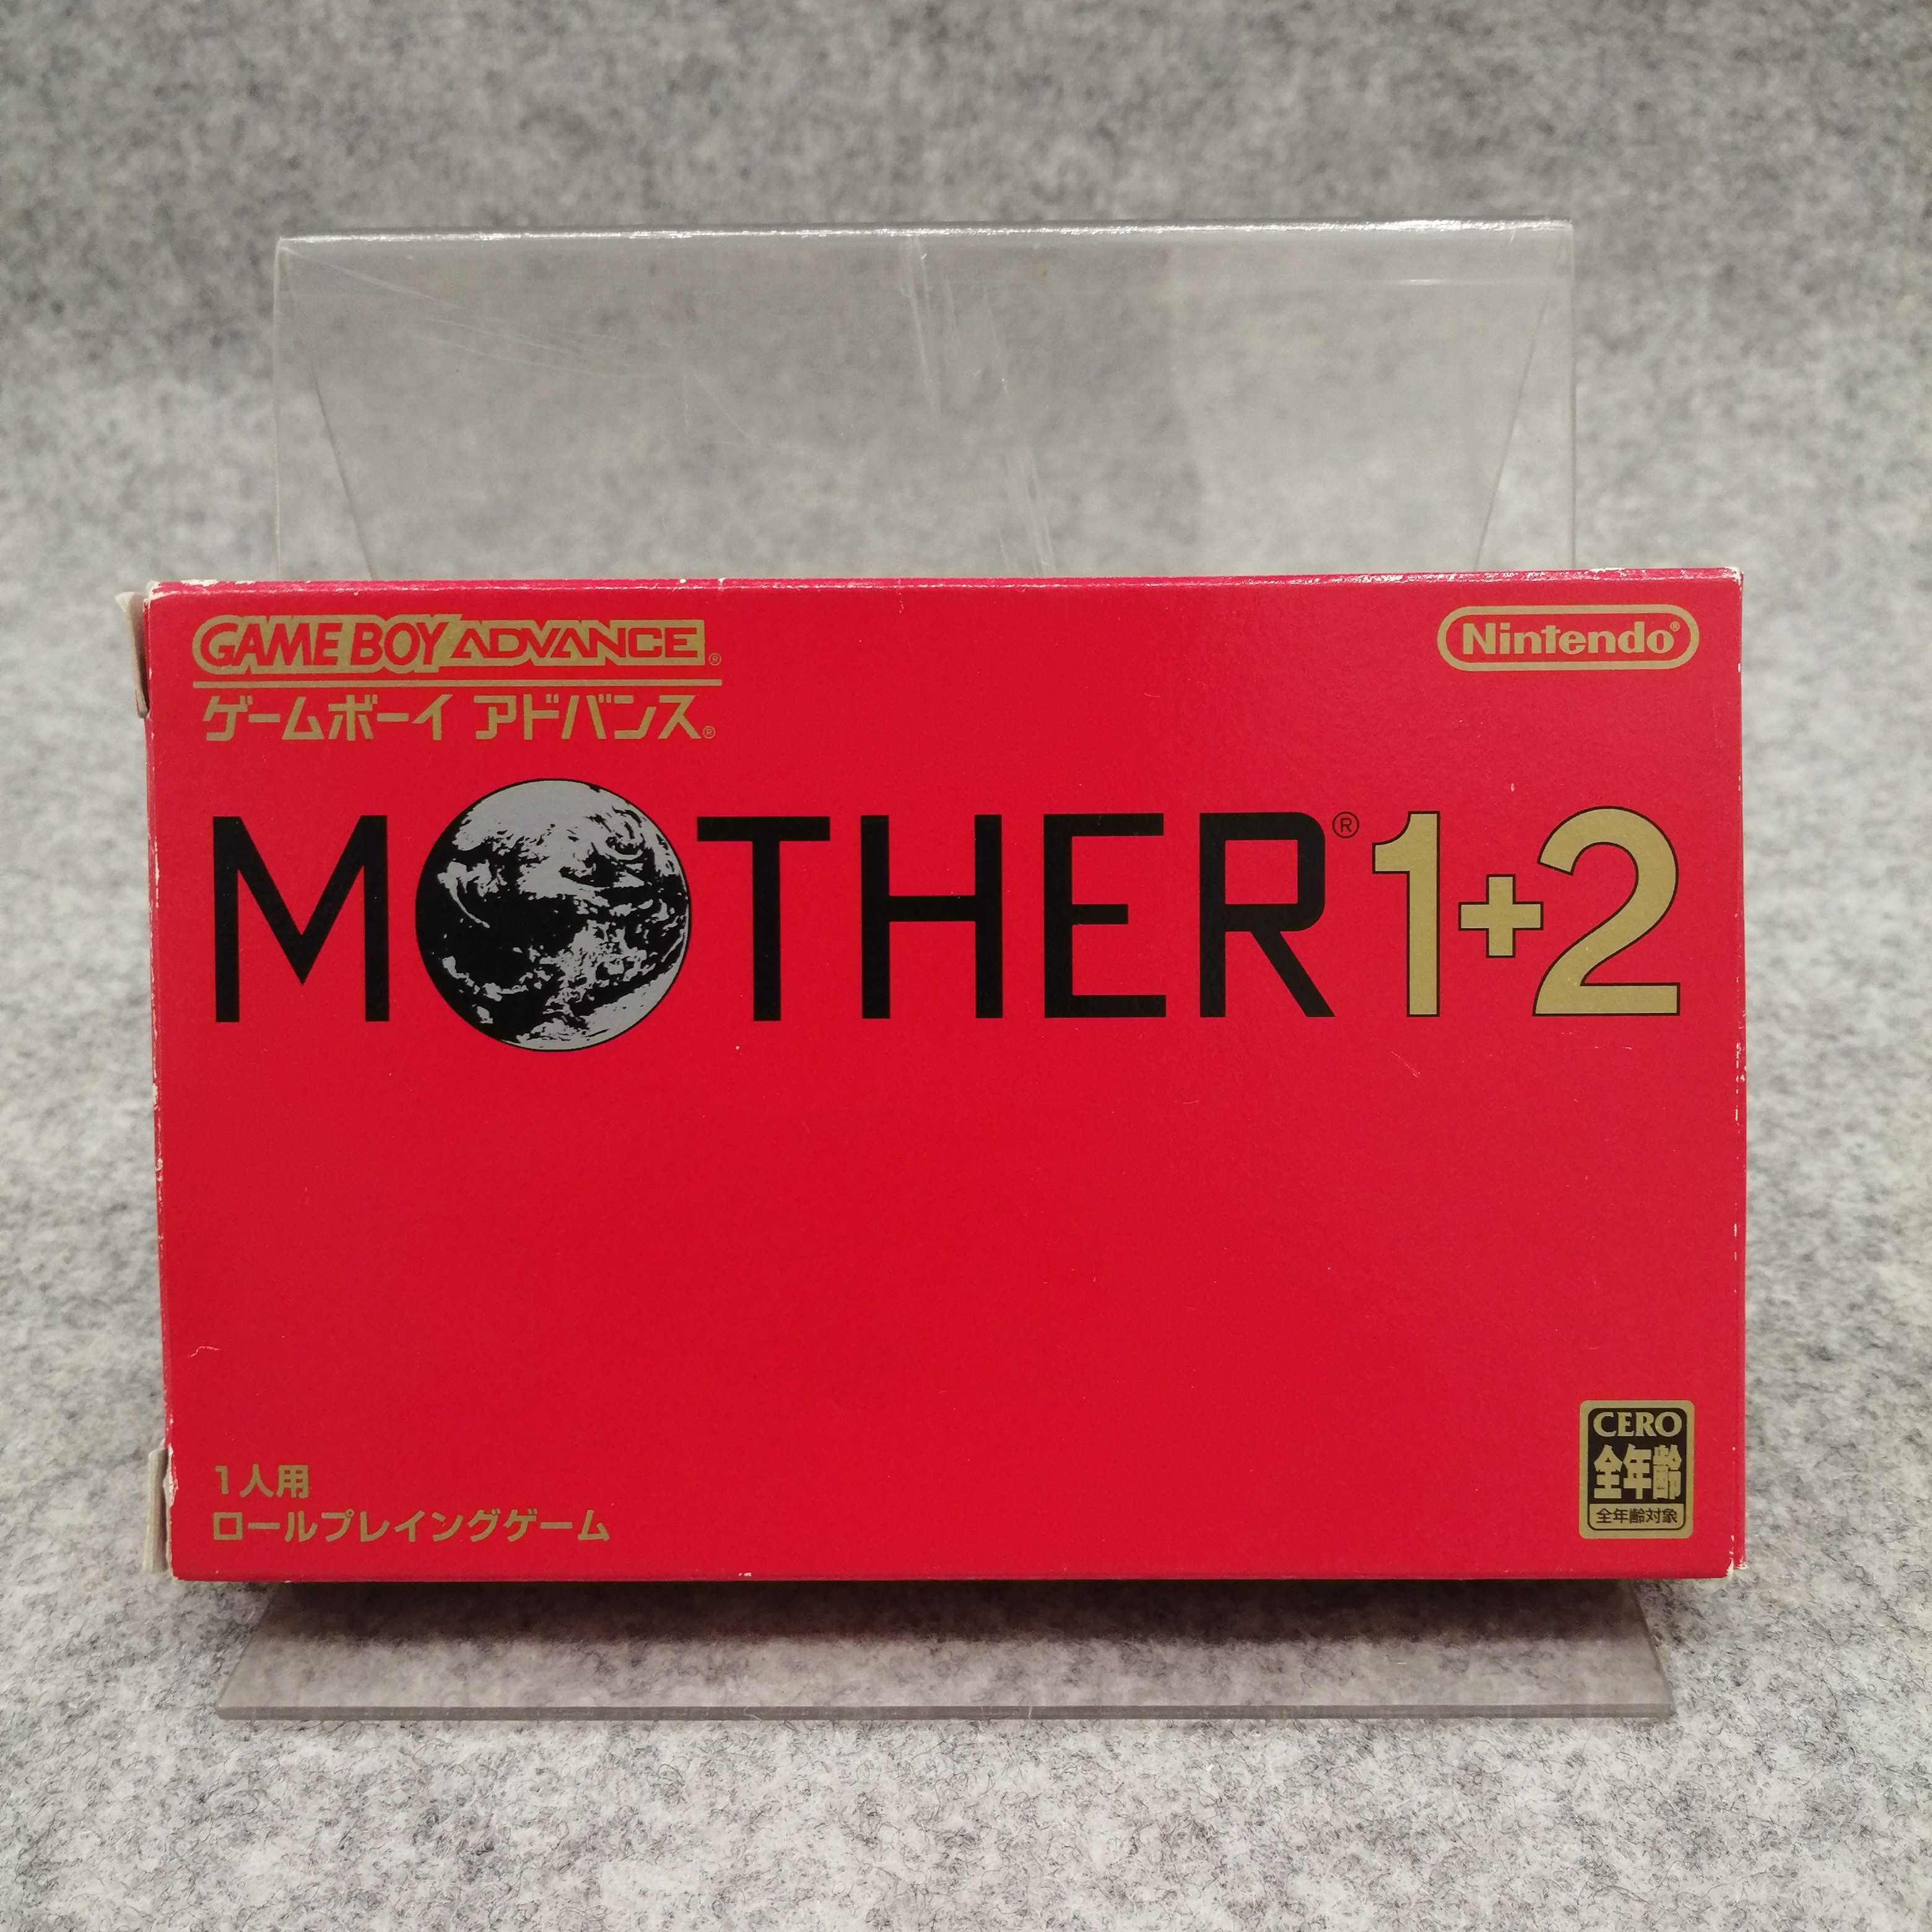 GAME BOY ADVANCE®
ゲームボーイ アドバンス®
Nintendo®
MOTHER® 1+2
1人用
ロールプレイングゲーム
CERO
全年齢
全年齢対象